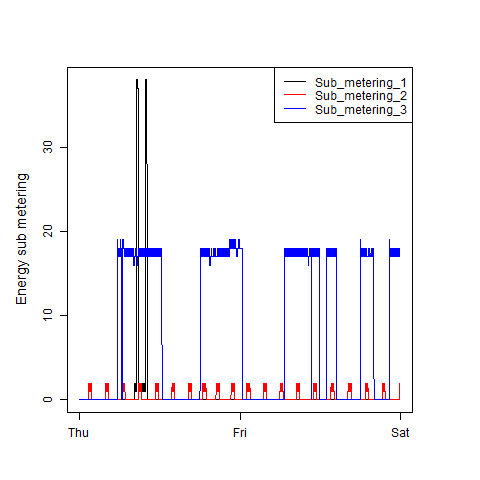 Sub_metering_1
Sub_metering_2
Sub_metering_3
Energy sub metering
30
20
10
0
Thu Fri Sat